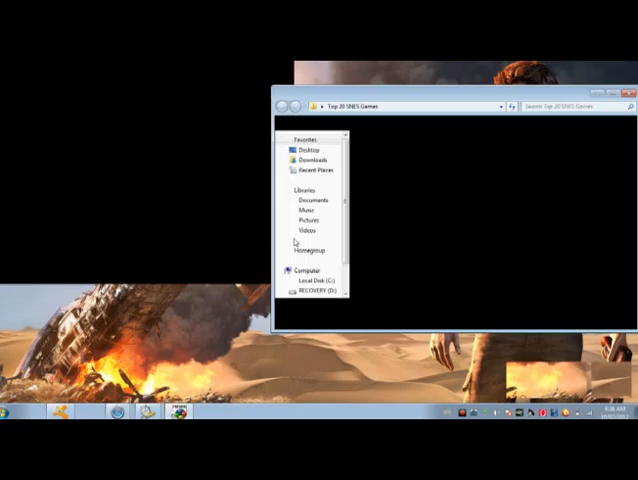 Top 20 SNES Games
Search Top 20 SNES Games
Favorites
Desktop
Downloads
Recent Places
Libraries
Documents
Music
Pictures
Videos
Homegroup
Computer
Local Disk (C:)
RECOVERY (D:)